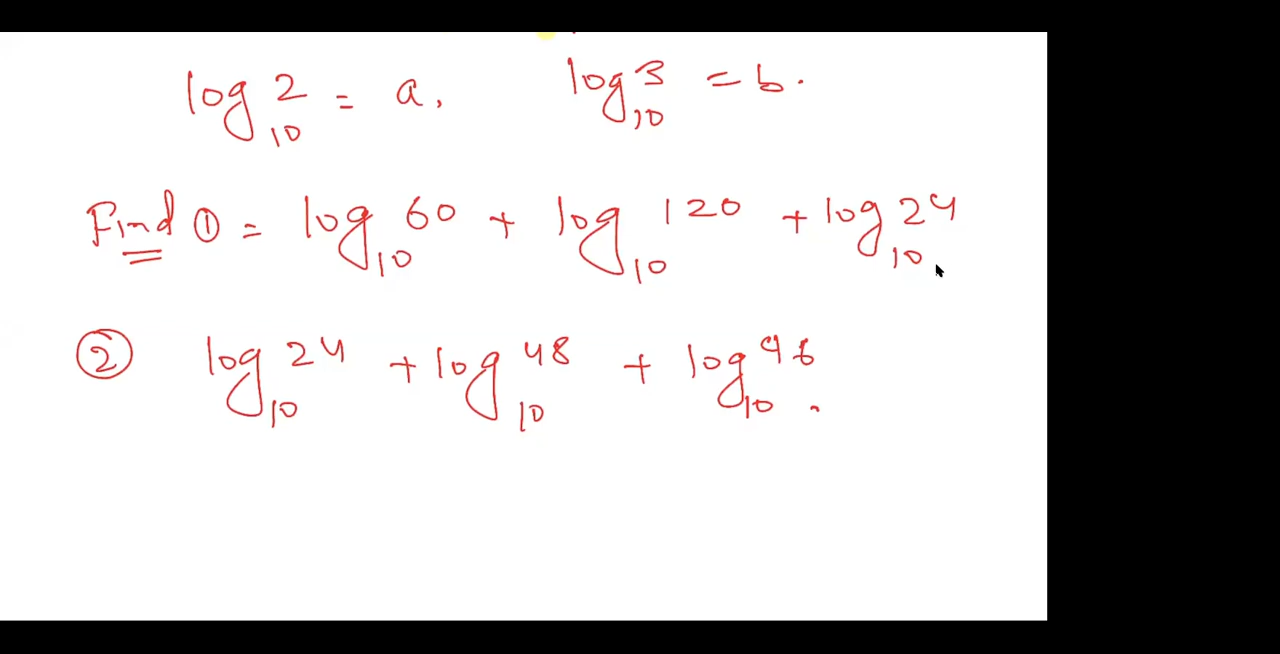 log₁₀ 2 = a, log₁₀ 3 = b.
Find ① = log₁₀ 60 + log₁₀ 120 + log₁₀ 24
② log₁₀ 24 + log₁₀ 48 + log₁₀ 96.